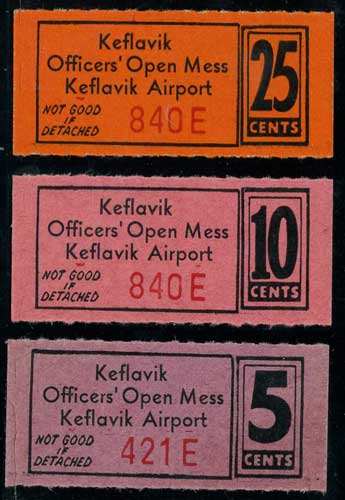 Keflavik
Officers' Open Mess
Keflavik Airport
NOT GOOD
IF
DETACHED
840E
25
CENTS
Keflavik
Officers' Open Mess
Keflavik Airport
NOT GOOD
IF
DETACHED
840E
10
CENTS
Keflavik
Officers' Open Mess
Keflavik Airport
NOT GOOD
IF
DETACHED
421E
5
CENTS